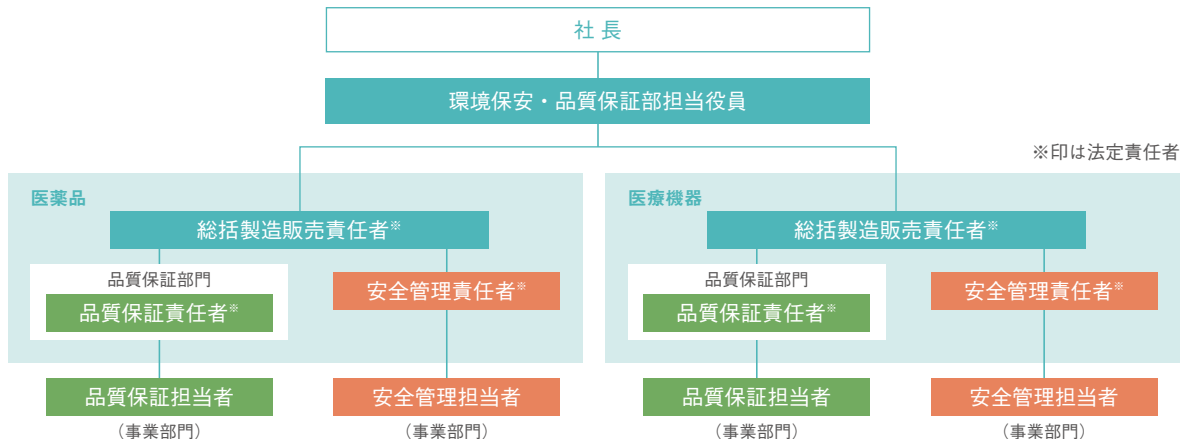 社 長
環境保安・品質保証部担当役員
※印は法定責任者
医薬品
総括製造販売責任者※
品質保証部門
品質保証責任者※
安全管理責任者※
品質保証担当者
（事業部門）
安全管理担当者
（事業部門）
医療機器
総括製造販売責任者※
品質保証部門
品質保証責任者※
安全管理責任者※
品質保証担当者
（事業部門）
安全管理担当者
（事業部門）